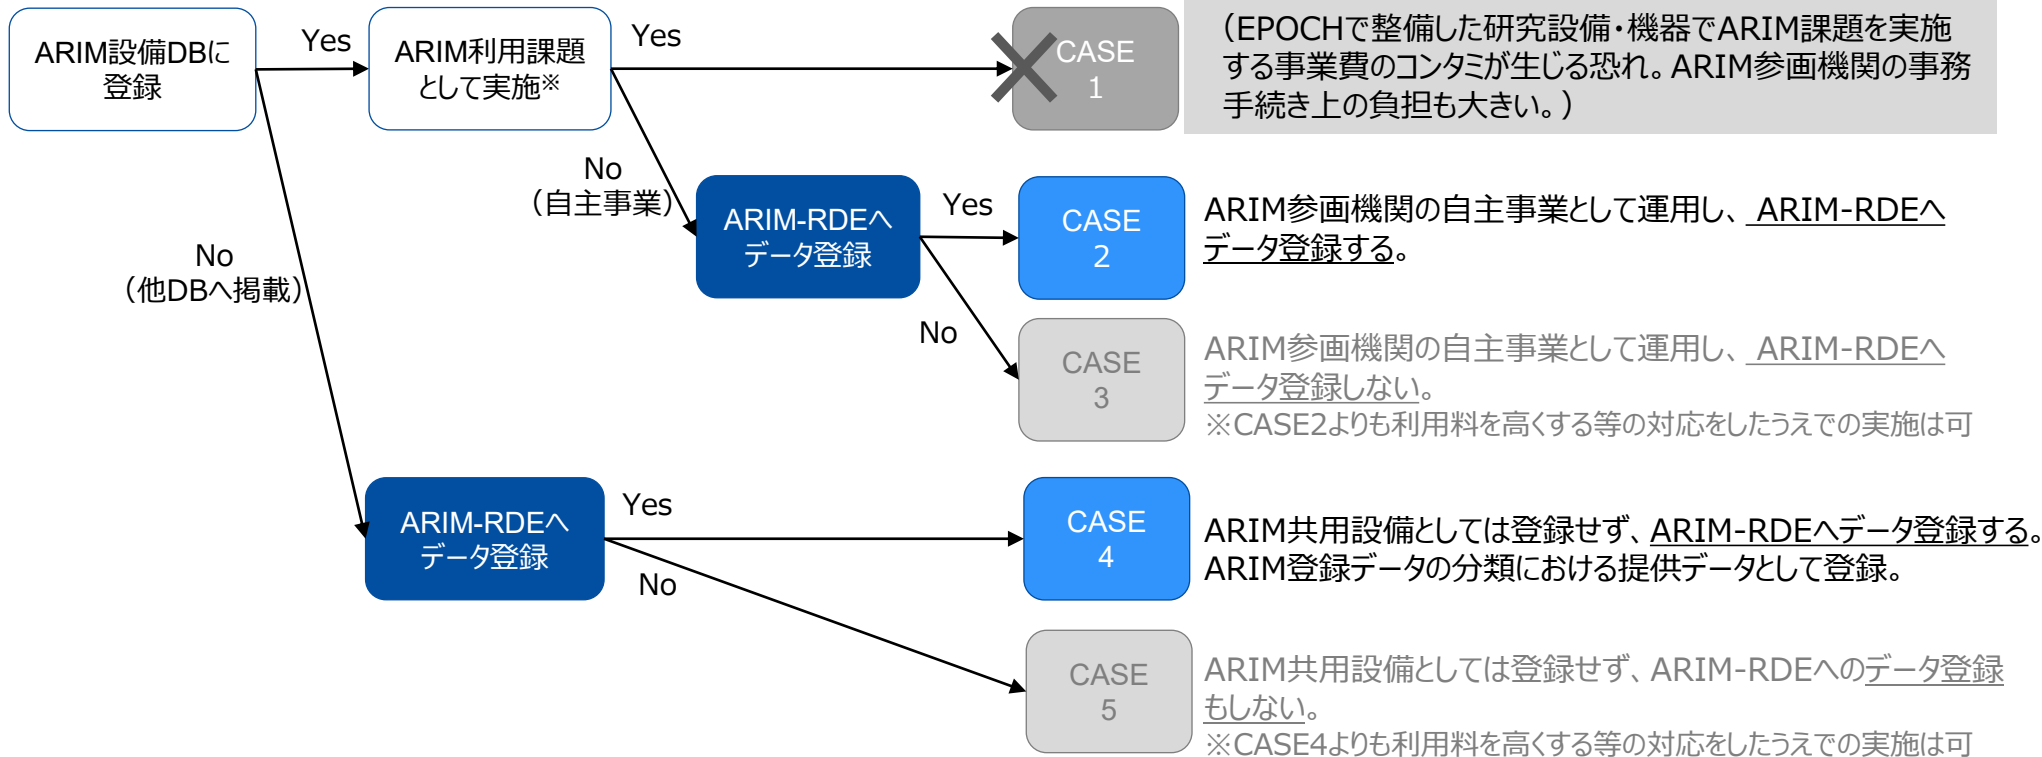 ARIM設備DBに
登録
Yes
ARIM利用課題
として実施※
Yes
CASE
1
（EPOCHで整備した研究設備・機器でARIM課題を実施
する事業費のコンタミが生じる恐れ。ARIM参画機関の事務
手続き上の負担も大きい。）
No
（自主事業）
ARIM-RDEへ
データ登録
Yes
CASE
2
ARIM参画機関の自主事業として運用し、 ARIM-RDEへ
データ登録する。
No
（他DBへ掲載）
No
CASE
3
ARIM参画機関の自主事業として運用し、 ARIM-RDEへ
データ登録しない。
※CASE2よりも利用料を高くする等の対応をしたうえでの実施は可
ARIM-RDEへ
データ登録
Yes
CASE
4
ARIM共用設備としては登録せず、ARIM-RDEへデータ登録する。
ARIM登録データの分類における提供データとして登録。
No
CASE
5
ARIM共用設備としては登録せず、ARIM-RDEへのデータ登録
もしない。
※CASE4よりも利用料を高くする等の対応をしたうえでの実施は可